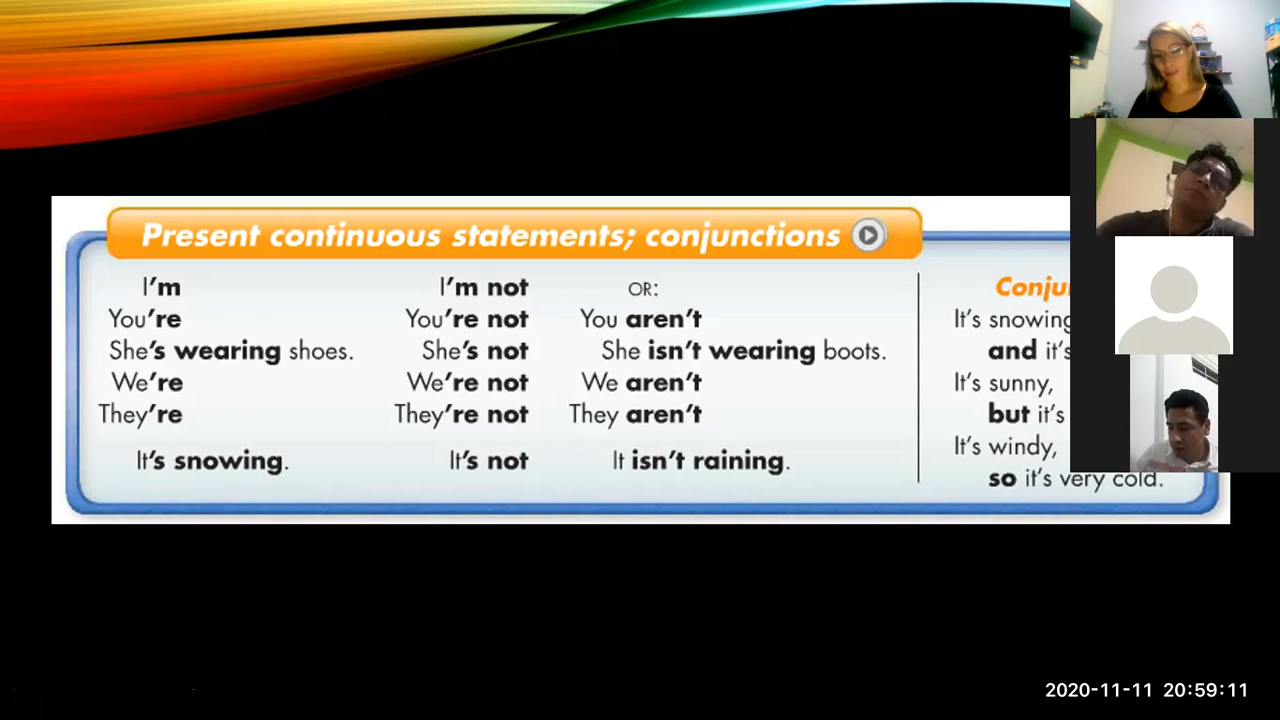 Present continuous statements; conjunctions
I'm I'm not OR:
You're You're not You aren't
She's wearing shoes. She's not She isn't wearing boots.
We're We're not We aren't
They're They're not They aren't
It's snowing. It's not It isn't raining.
It's snowing
and it's
It's sunny,
but it's
It's windy,
so it's very cold.
2020-11-11 20:59:11